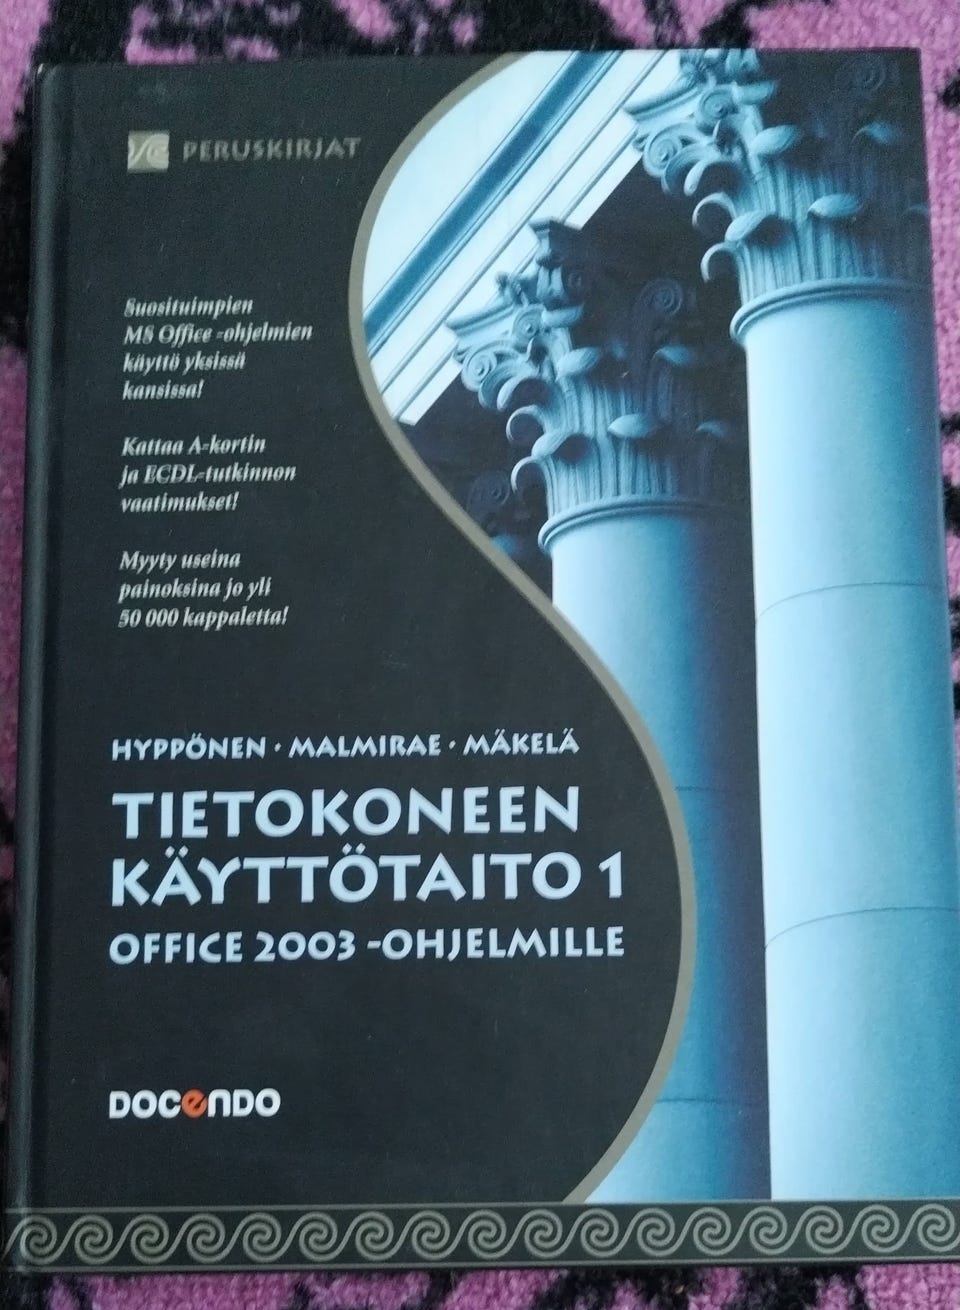 PERUSKIRJAT
Suosituimpien
MS Office -ohjelmien
käyttö yksissä
kansissa!
Kattaa A-kortin
ja ECDL-tutkinnon
vaatimukset!
Myyty useina
painoksina jo yli
50 000 kappaletta!
HYPPÖNEN · MALMIRAE · MÄKELÄ
TIETOKONEEN
KÄYTTÖTAITO 1
OFFICE 2003 -OHJELMILLE
DOCENDO